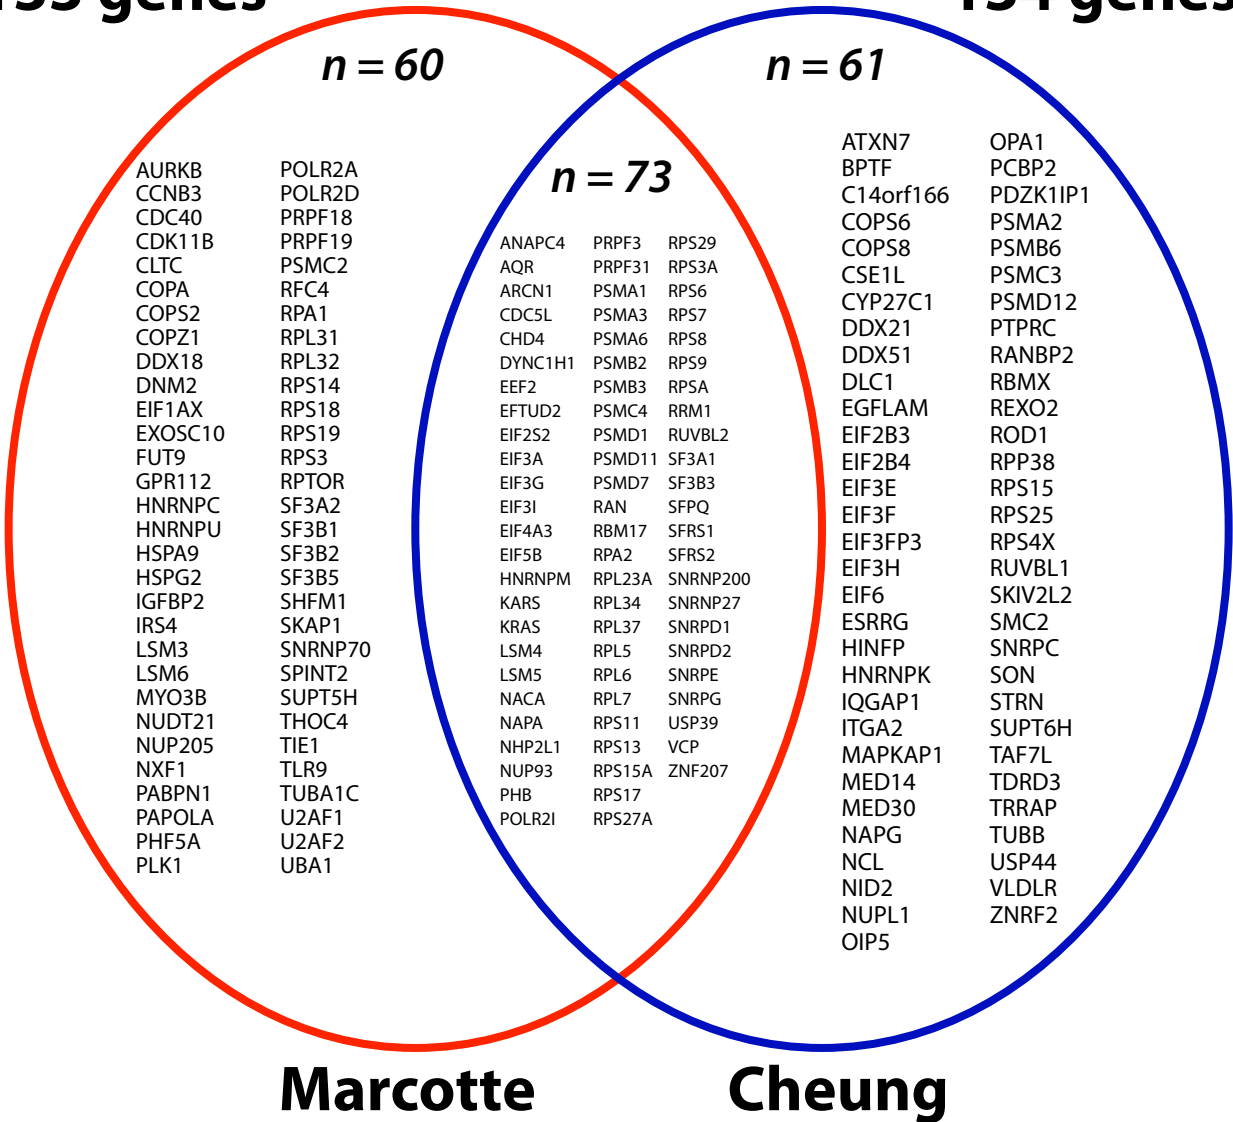 133 genes
134 genes
n = 60
n = 61
n = 73
AURKB
CCNB3
CDC40
CDK11B
CLTC
COPA
COPS2
COPZ1
DDX18
DNM2
EIF1AX
EXOSC10
FUT9
GPR112
HNRNPC
HNRNPU
HSPA9
HSPG2
IGFBP2
IRS4
LSM3
LSM6
MYO3B
NUDT21
NUP205
NXF1
PABPN1
PAPOLA
PHF5A
PLK1
POLR2A
POLR2D
PRPF18
PRPF19
PSMC2
RFC4
RPA1
RPL31
RPL32
RPS14
RPS18
RPS19
RPS3
RPTOR
SF3A2
SF3B1
SF3B2
SF3B5
SHFM1
SKAP1
SNRNP70
SPINT2
SUPT5H
THOC4
TIE1
TLR9
TUBA1C
U2AF1
U2AF2
UBA1
ANAPC4
AQR
ARCN1
CDC5L
CHD4
DYNC1H1
EEF2
EFTUD2
EIF2S2
EIF3A
EIF3G
EIF3I
EIF4A3
EIF5B
HNRNPM
KARS
KRAS
LSM4
LSM5
NACA
NAPA
NHP2L1
NUP93
PHB
POLR2I
PRPF3
PRPF31
PSMA1
PSMA3
PSMA6
PSMB2
PSMB3
PSMC4
PSMD1
PSMD11
PSMD7
RAN
RBM17
RPA2
RPL23A
RPL34
RPL37
RPL5
RPL6
RPL7
RPS11
RPS13
RPS15A
RPS17
RPS27A
RPS29
RPS3A
RPS6
RPS7
RPS8
RPS9
RPSA
RRM1
RUVBL2
SF3A1
SF3B3
SFPQ
SFRS1
SFRS2
SNRNP200
SNRNP27
SNRPD1
SNRPD2
SNRPE
SNRPG
USP39
VCP
ZNF207
ATXN7
BPTF
C14orf166
COPS6
COPS8
CSE1L
CYP27C1
DDX21
DDX51
DLC1
EGFLAM
EIF2B3
EIF2B4
EIF3E
EIF3F
EIF3FP3
EIF3H
EIF6
ESRRG
HINFP
HNRNPK
IQGAP1
ITGA2
MAPKAP1
MED14
MED30
NAPG
NCL
NID2
NUPL1
OIP5
OPA1
PCBP2
PDZK1IP1
PSMA2
PSMB6
PSMC3
PSMD12
PTPRC
RANBP2
RBMX
REXO2
ROD1
RPP38
RPS15
RPS25
RPS4X
RUVBL1
SKIV2L2
SMC2
SNRPC
SON
STRN
SUPT6H
TAF7L
TDRD3
TRRAP
TUBB
USP44
VLDLR
ZNRF2
Marcotte
Cheung